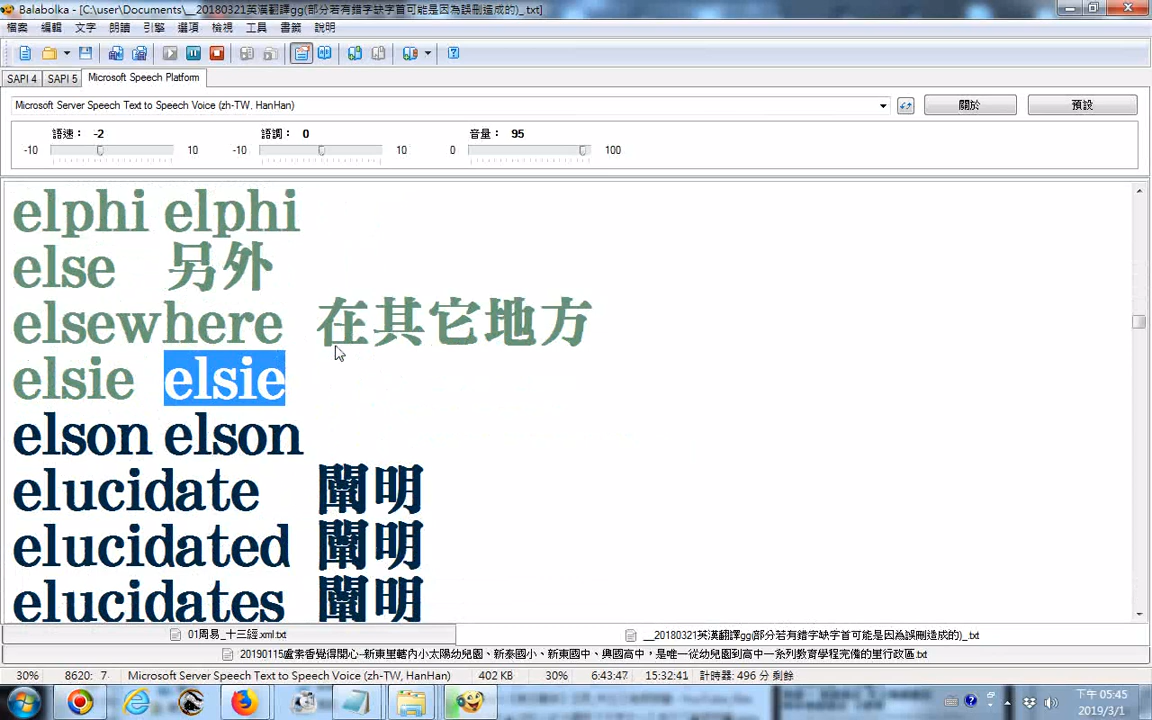 Balabolka - [C:\user\Documents\__20180321英漢翻譯gg(部分若有錯字缺字首可能是因為誤刪造成的)_.txt]
檔案 編輯 文字 朗讀 引擎 選項 檢視 工具 書籤 說明
SAPI 4 SAPI 5 Microsoft Speech Platform
Microsoft Server Speech Text to Speech Voice (zh-TW, HanHan) 關於 預設
語速： -2 語調： 0 音量： 95
-10 10 -10 10 0 100
elphi elphi
else 另外
elsewhere 在其它地方
elsie elsie
elson elson
elucidate 闡明
elucidated 闡明
elucidates 闡明
01周易_十三經.xml.txt __20180321英漢翻譯gg(部分若有錯字缺字首可能是因為誤刪造成的)_.txt
20190115盧素香覺得開心-新東里轄內小太陽幼兒園、新泰國小、新東國中、興國高中，是唯一從幼兒園到高中一系列教育學程完備的里行政區.txt
30% 8620: 7 Microsoft Server Speech Text to Speech Voice (zh-TW, HanHan) 402 KB 30% 6:43:47 15:32:41 計時器: 496 分 剩餘
下午 05:45
2019/3/1